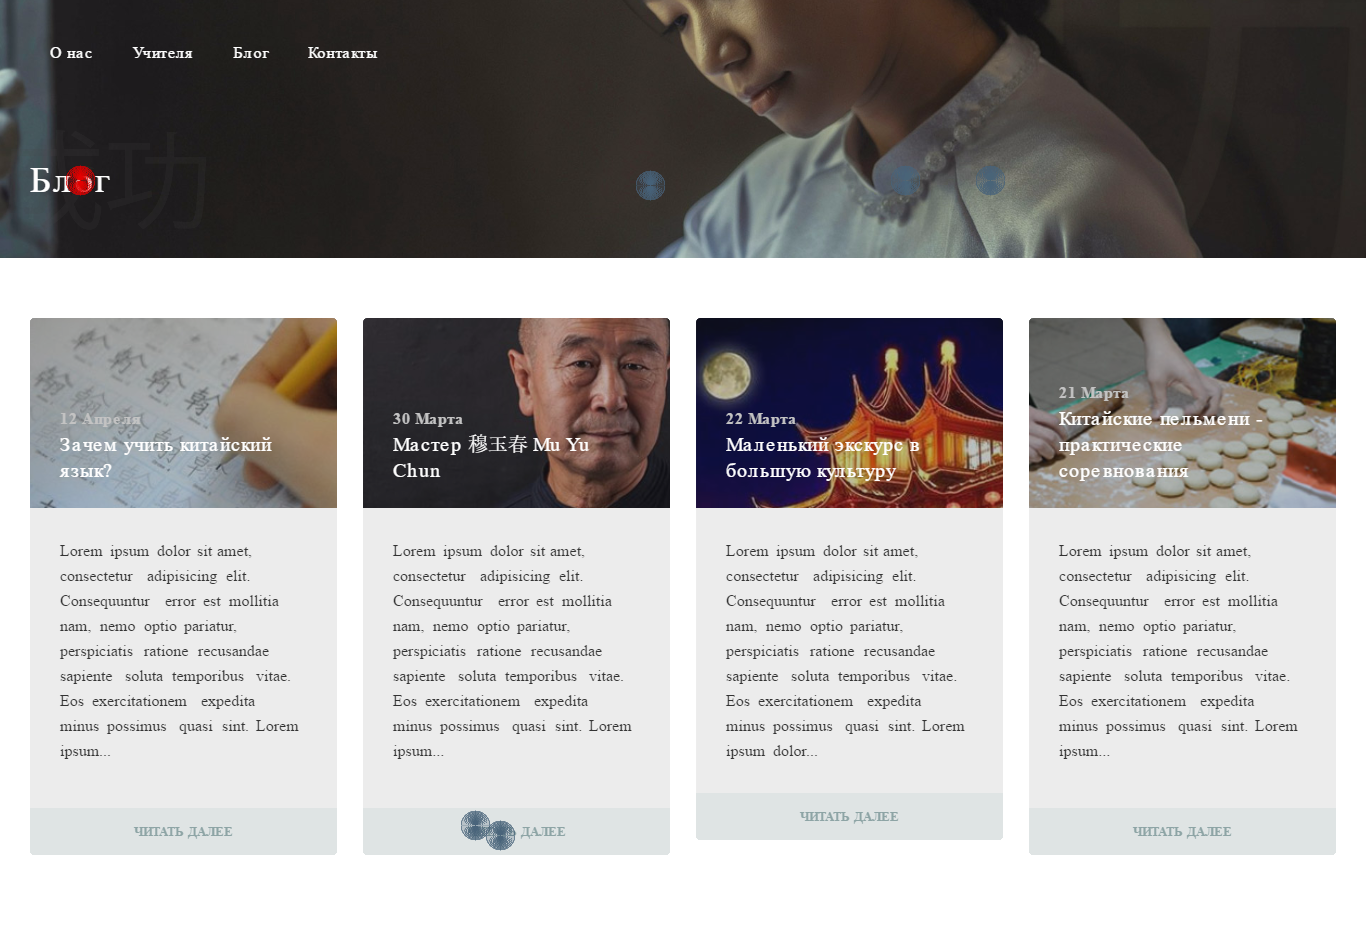 О нас Учителя Блог Контакты
成功
Блог
12 Апреля
Зачем учить китайский
язык?
Lorem ipsum dolor sit amet,
consectetur adipisicing elit.
Consequuntur error est mollitia
nam, nemo optio pariatur,
perspiciatis ratione recusandae
sapiente soluta temporibus vitae.
Eos exercitationem expedita
minus possimus quasi sint. Lorem
ipsum...
ЧИТАТЬ ДАЛЕЕ
30 Марта
Мастер 穆玉春 Mu Yu
Chun
Lorem ipsum dolor sit amet,
consectetur adipisicing elit.
Consequuntur error est mollitia
nam, nemo optio pariatur,
perspiciatis ratione recusandae
sapiente soluta temporibus vitae.
Eos exercitationem expedita
minus possimus quasi sint. Lorem
ipsum...
ДАЛЕЕ
22 Марта
Маленький экскурс в
большую культуру
Lorem ipsum dolor sit amet,
consectetur adipisicing elit.
Consequuntur error est mollitia
nam, nemo optio pariatur,
perspiciatis ratione recusandae
sapiente soluta temporibus vitae.
Eos exercitationem expedita
minus possimus quasi sint. Lorem
ipsum dolor...
ЧИТАТЬ ДАЛЕЕ
21 Марта
Китайские пельмени -
практические
соревнования
Lorem ipsum dolor sit amet,
consectetur adipisicing elit.
Consequuntur error est mollitia
nam, nemo optio pariatur,
perspiciatis ratione recusandae
sapiente soluta temporibus vitae.
Eos exercitationem expedita
minus possimus quasi sint. Lorem
ipsum...
ЧИТАТЬ ДАЛЕЕ